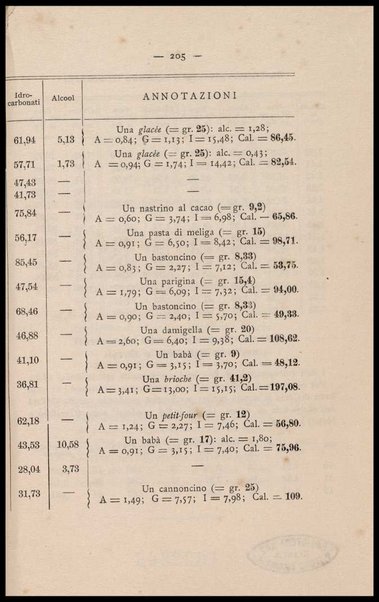 — 205 —
Idro-
carbonati
Alcool
ANNOTAZIONI
Una glacée (= gr. 25): alc. = 1,28;
61,94 5,13 A = 0,84; G = 1,13; I = 15,48; Cal. = 86,45.
Una glacée (= gr. 25): alc. = 0,43;
57,71 1,73 A = 0,94; G = 1,74; I = 14,42; Cal. = 82,54.
47,43 — —
41,73 — —
Un nastrino al cacao (= gr. 9,2)
75,84 — A = 0,60; G = 3,74; I = 6,98; Cal. = 65,86.
Una pasta di meliga (= gr. 15)
56,17 — A = 0,91; G = 6,50; I = 8,42; Cal. = 98,71.
Un bastoncino (= gr. 8,33)
85,45 — A = 0,83; G = 2,27; I = 7,12; Cal. = 53,75.
Una parigina (= gr. 15,4)
47,54 — A = 1,79; G = 6,09; I = 7,32; Cal. = 94,00.
Un bastoncino (= gr. 8,33)
68,46 — A = 0,90; G = 2,40; I = 5,70; Cal. = 49,33.
Una damigella (= gr. 20)
46,88 — A = 2,60; G = 6,40; I = 9,38; Cal. = 108,62.
Un babà (= gr. 9)
41,10 — A = 0,91; G = 3,15; I = 3,70; Cal. = 48,12.
Una brioche (= gr. 41,2)
36,81 — A = 3,41; G = 13,00; I = 15,15; Cal. = 197,08.
Un petit-four (= gr. 12)
62,18 — A = 1,24; G = 2,27; I = 7,46; Cal. = 56,80.
Un babà (= gr. 17): alc. = 1,80;
43,53 10,58 A = 0,91; G = 3,15; I = 7,40; Cal. = 75,96.
28,04 3,73 —
Un cannoncino (= gr. 25)
31,73 — A = 1,49; G = 7,57; I = 7,98; Cal. = 109.